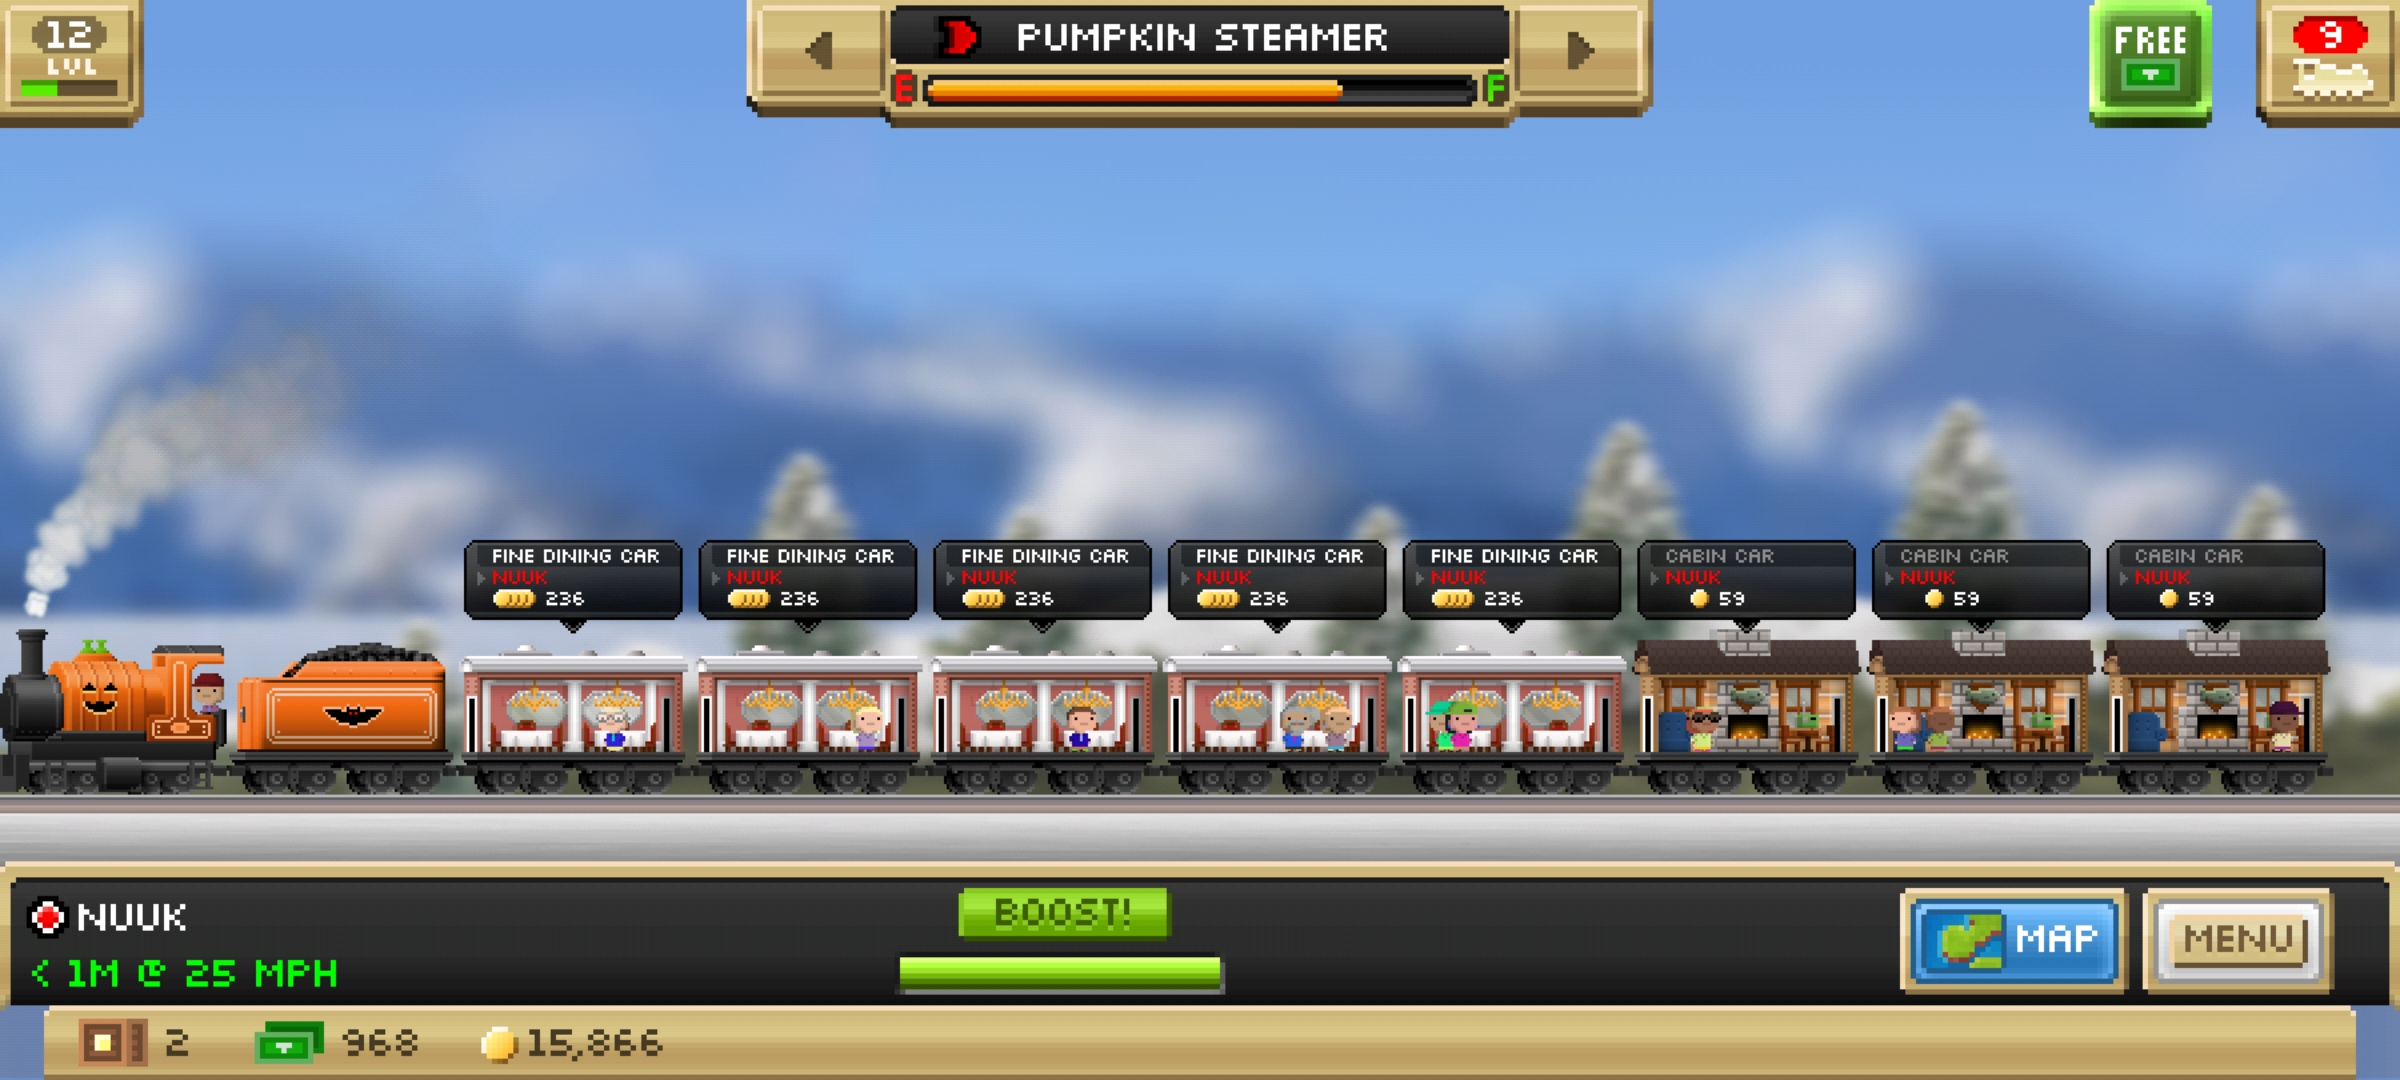 12
LVL
PUMPKIN STEAMER
E
F
FREE
9
FINE DINING CAR
NUUK
236
FINE DINING CAR
NUUK
236
FINE DINING CAR
NUUK
236
FINE DINING CAR
NUUK
236
FINE DINING CAR
NUUK
236
CABIN CAR
NUUK
59
CABIN CAR
NUUK
59
CABIN CAR
NUUK
59
NUUK
< 1M @ 25 MPH
BOOST!
MAP
MENU
2
968
15,866